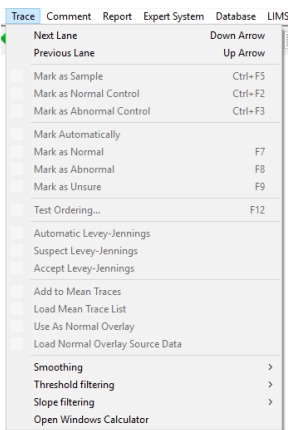 Trace Comment Report Expert System Database LIMS
Next Lane Down Arrow
Previous Lane Up Arrow
Mark as Sample Ctrl+F5
Mark as Normal Control Ctrl+F2
Mark as Abnormal Control Ctrl+F3
Mark Automatically
Mark as Normal F7
Mark as Abnormal F8
Mark as Unsure F9
Test Ordering... F12
Automatic Levey-Jennings
Suspect Levey-Jennings
Accept Levey-Jennings
Add to Mean Traces
Load Mean Trace List
Use As Normal Overlay
Load Normal Overlay Source Data
Smoothing >
Threshold filtering >
Slope filtering >
Open Windows Calculator